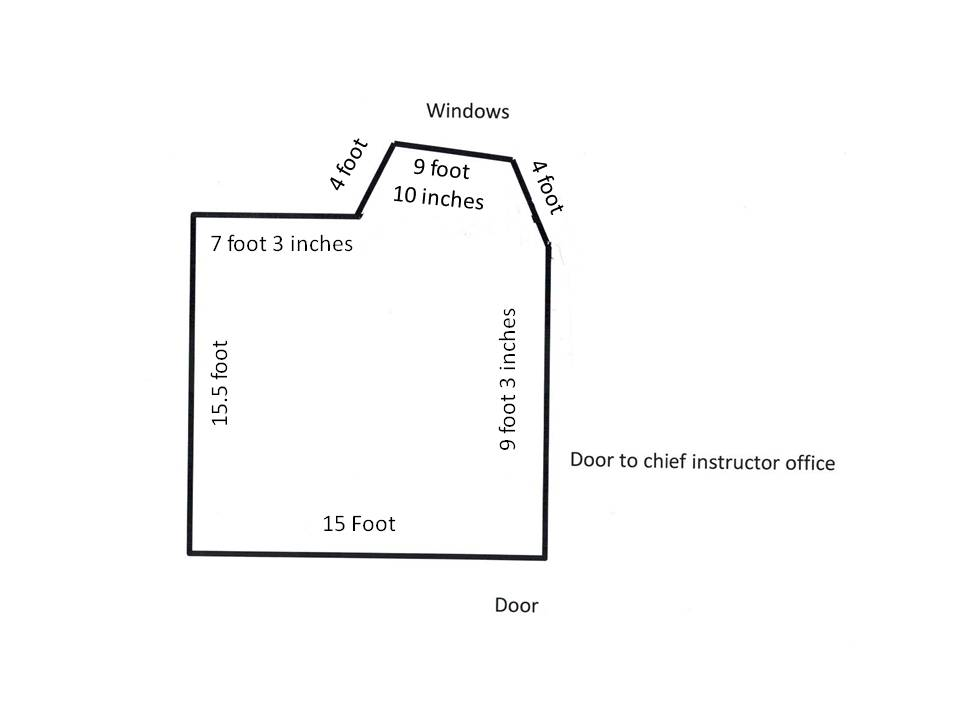 Windows
4 foot
9 foot
10 inches
4 foot
7 foot 3 inches
15.5 foot
9 foot 3 inches
Door to chief instructor office
15 Foot
Door